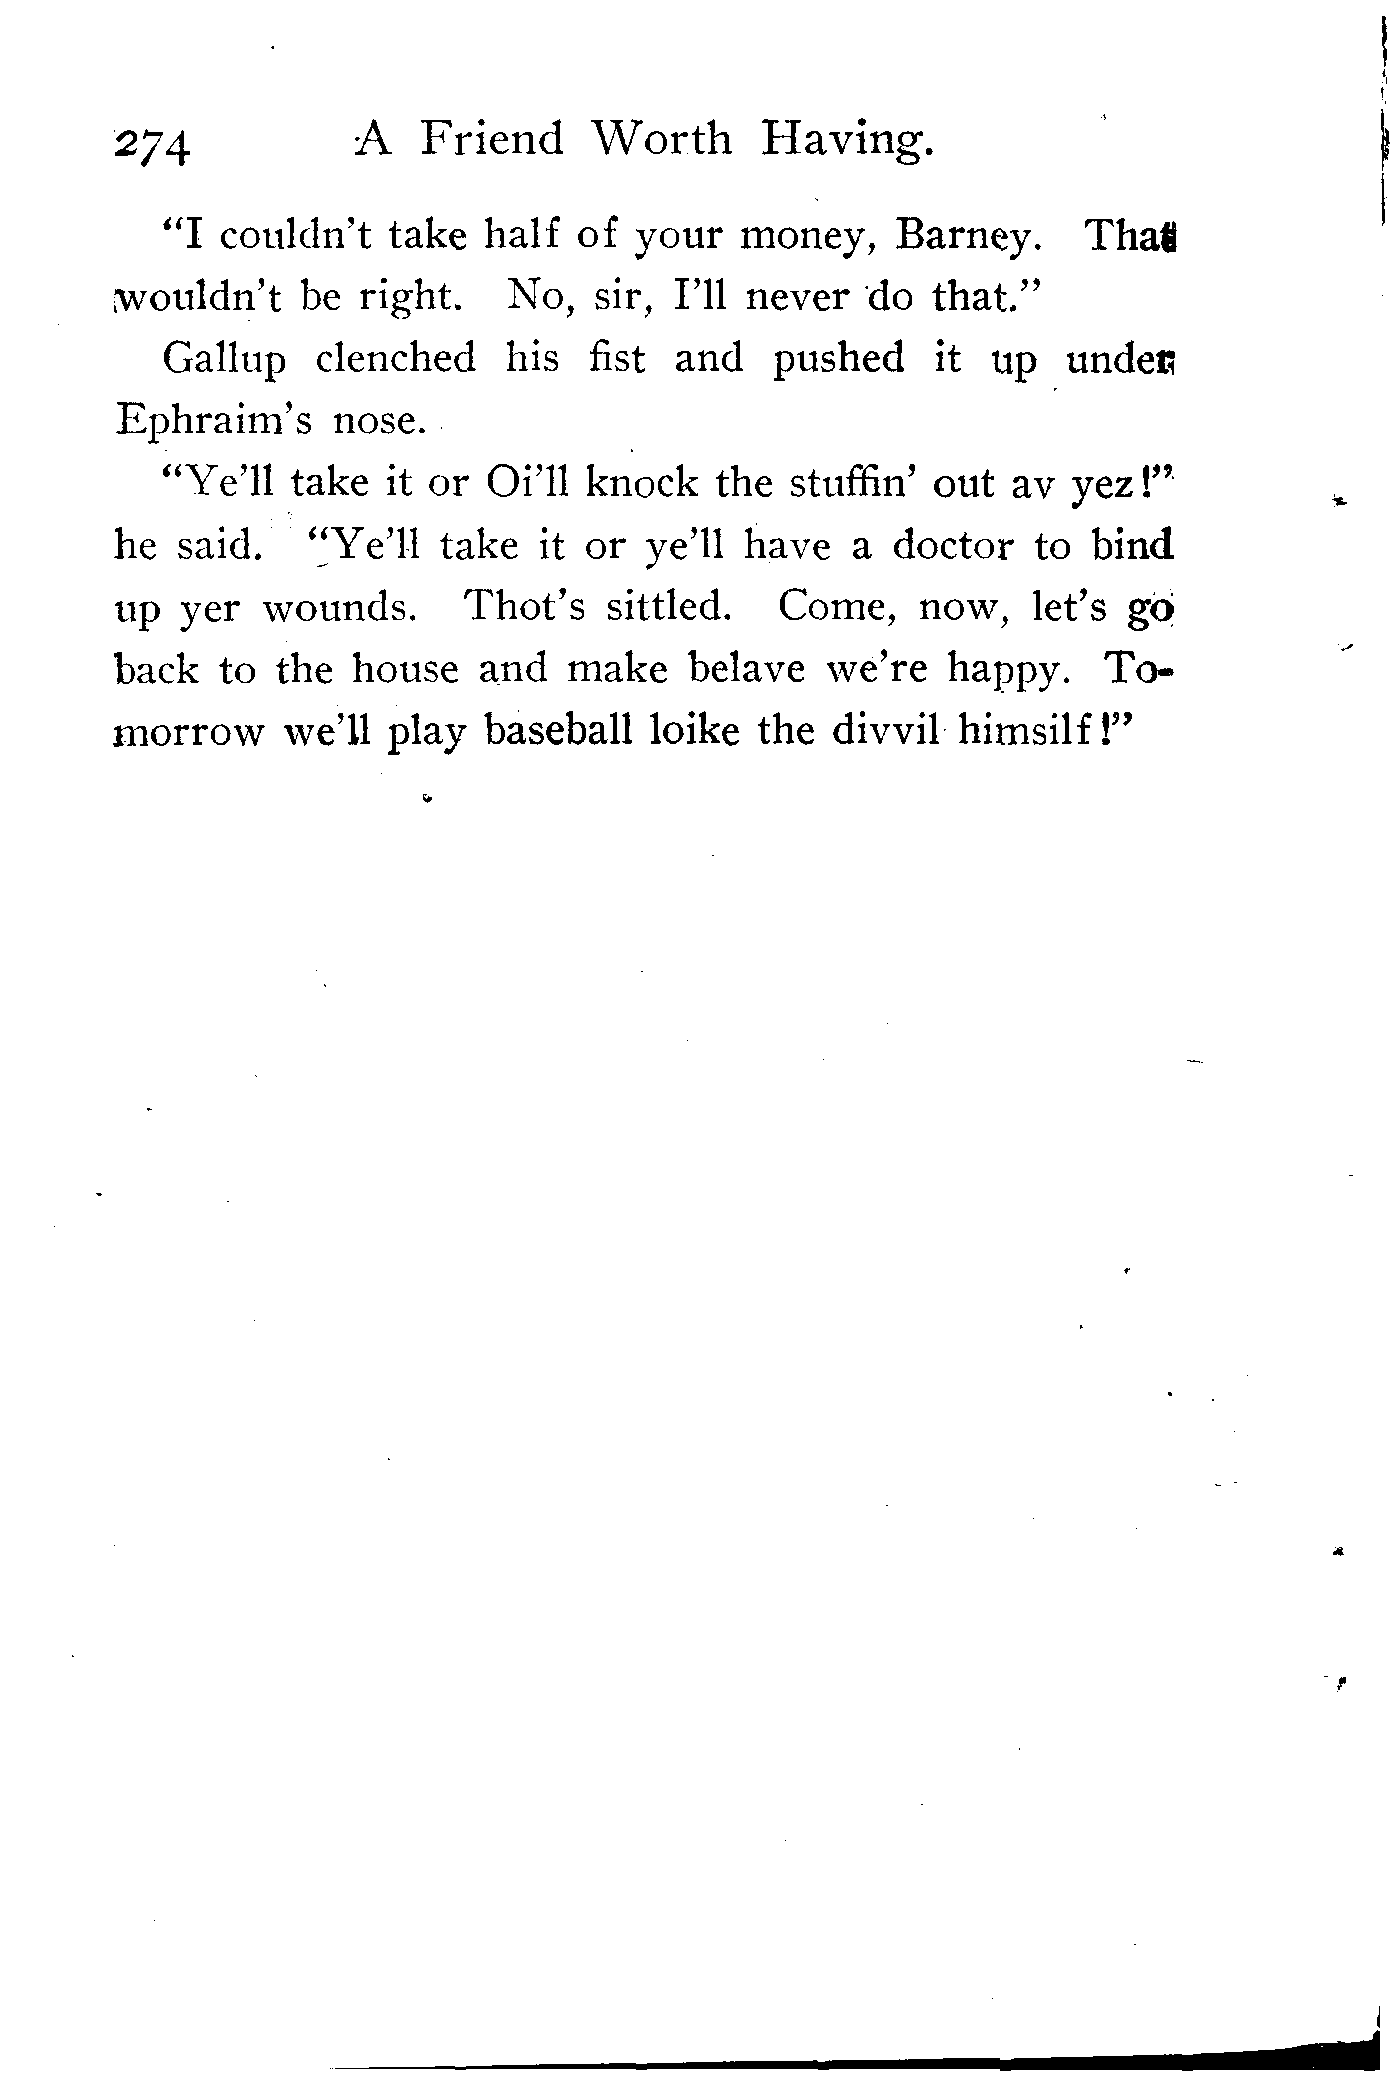 274 A Friend Worth Having.
“I couldn’t take half of your money, Barney. That
wouldn’t be right. No, sir, I’ll never do that.”
Gallup clenched his fist and pushed it up under
Ephraim’s nose.
“Ye’ll take it or Oi’ll knock the stuffin’ out av yez!”
he said. “Ye’ll take it or ye’ll have a doctor to bind
up yer wounds. Thot’s sittled. Come, now, let’s go
back to the house and make belave we’re happy. To-
morrow we’ll play baseball loike the divvil himsilf!”